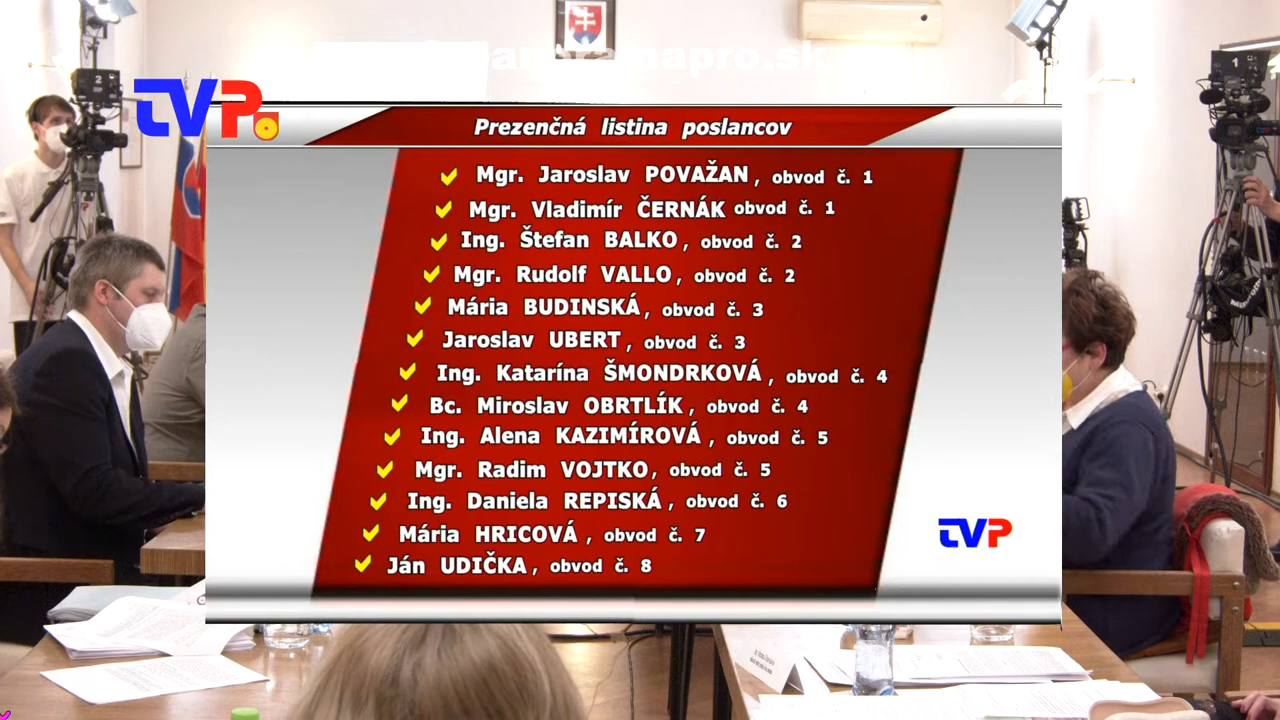 TVP
Prezenčná listina poslancov
Mgr. Jaroslav POVAŽAN, obvod č. 1
Mgr. Vladimír ČERNÁK obvod č. 1
Ing. Štefan BALKO, obvod č. 2
Mgr. Rudolf VALLO, obvod č. 2
Mária BUDINSKÁ, obvod č. 3
Jaroslav UBERT, obvod č. 3
Ing. Katarína ŠMONDRKOVÁ, obvod č. 4
Bc. Miroslav OBRTLÍK, obvod č. 4
Ing. Alena KAZIMÍROVÁ, obvod č. 5
Mgr. Radim VOJTKO, obvod č. 5
Ing. Daniela REPISKÁ, obvod č. 6
Mária HRICOVÁ, obvod č. 7
Ján UDIČKA, obvod č. 8
TVP
2
1